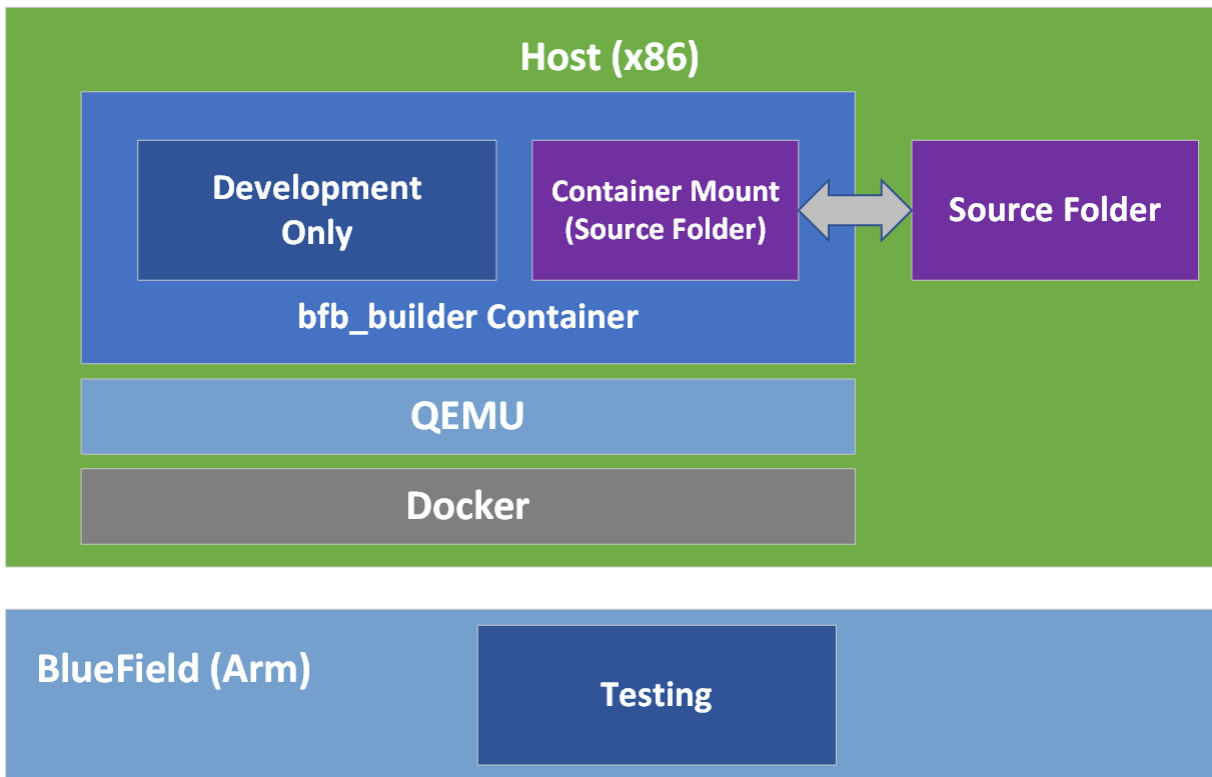 Host (x86)
Development
Only
Container Mount
(Source Folder)
Source Folder
bfb_builder Container
QEMU
Docker
BlueField (Arm)
Testing